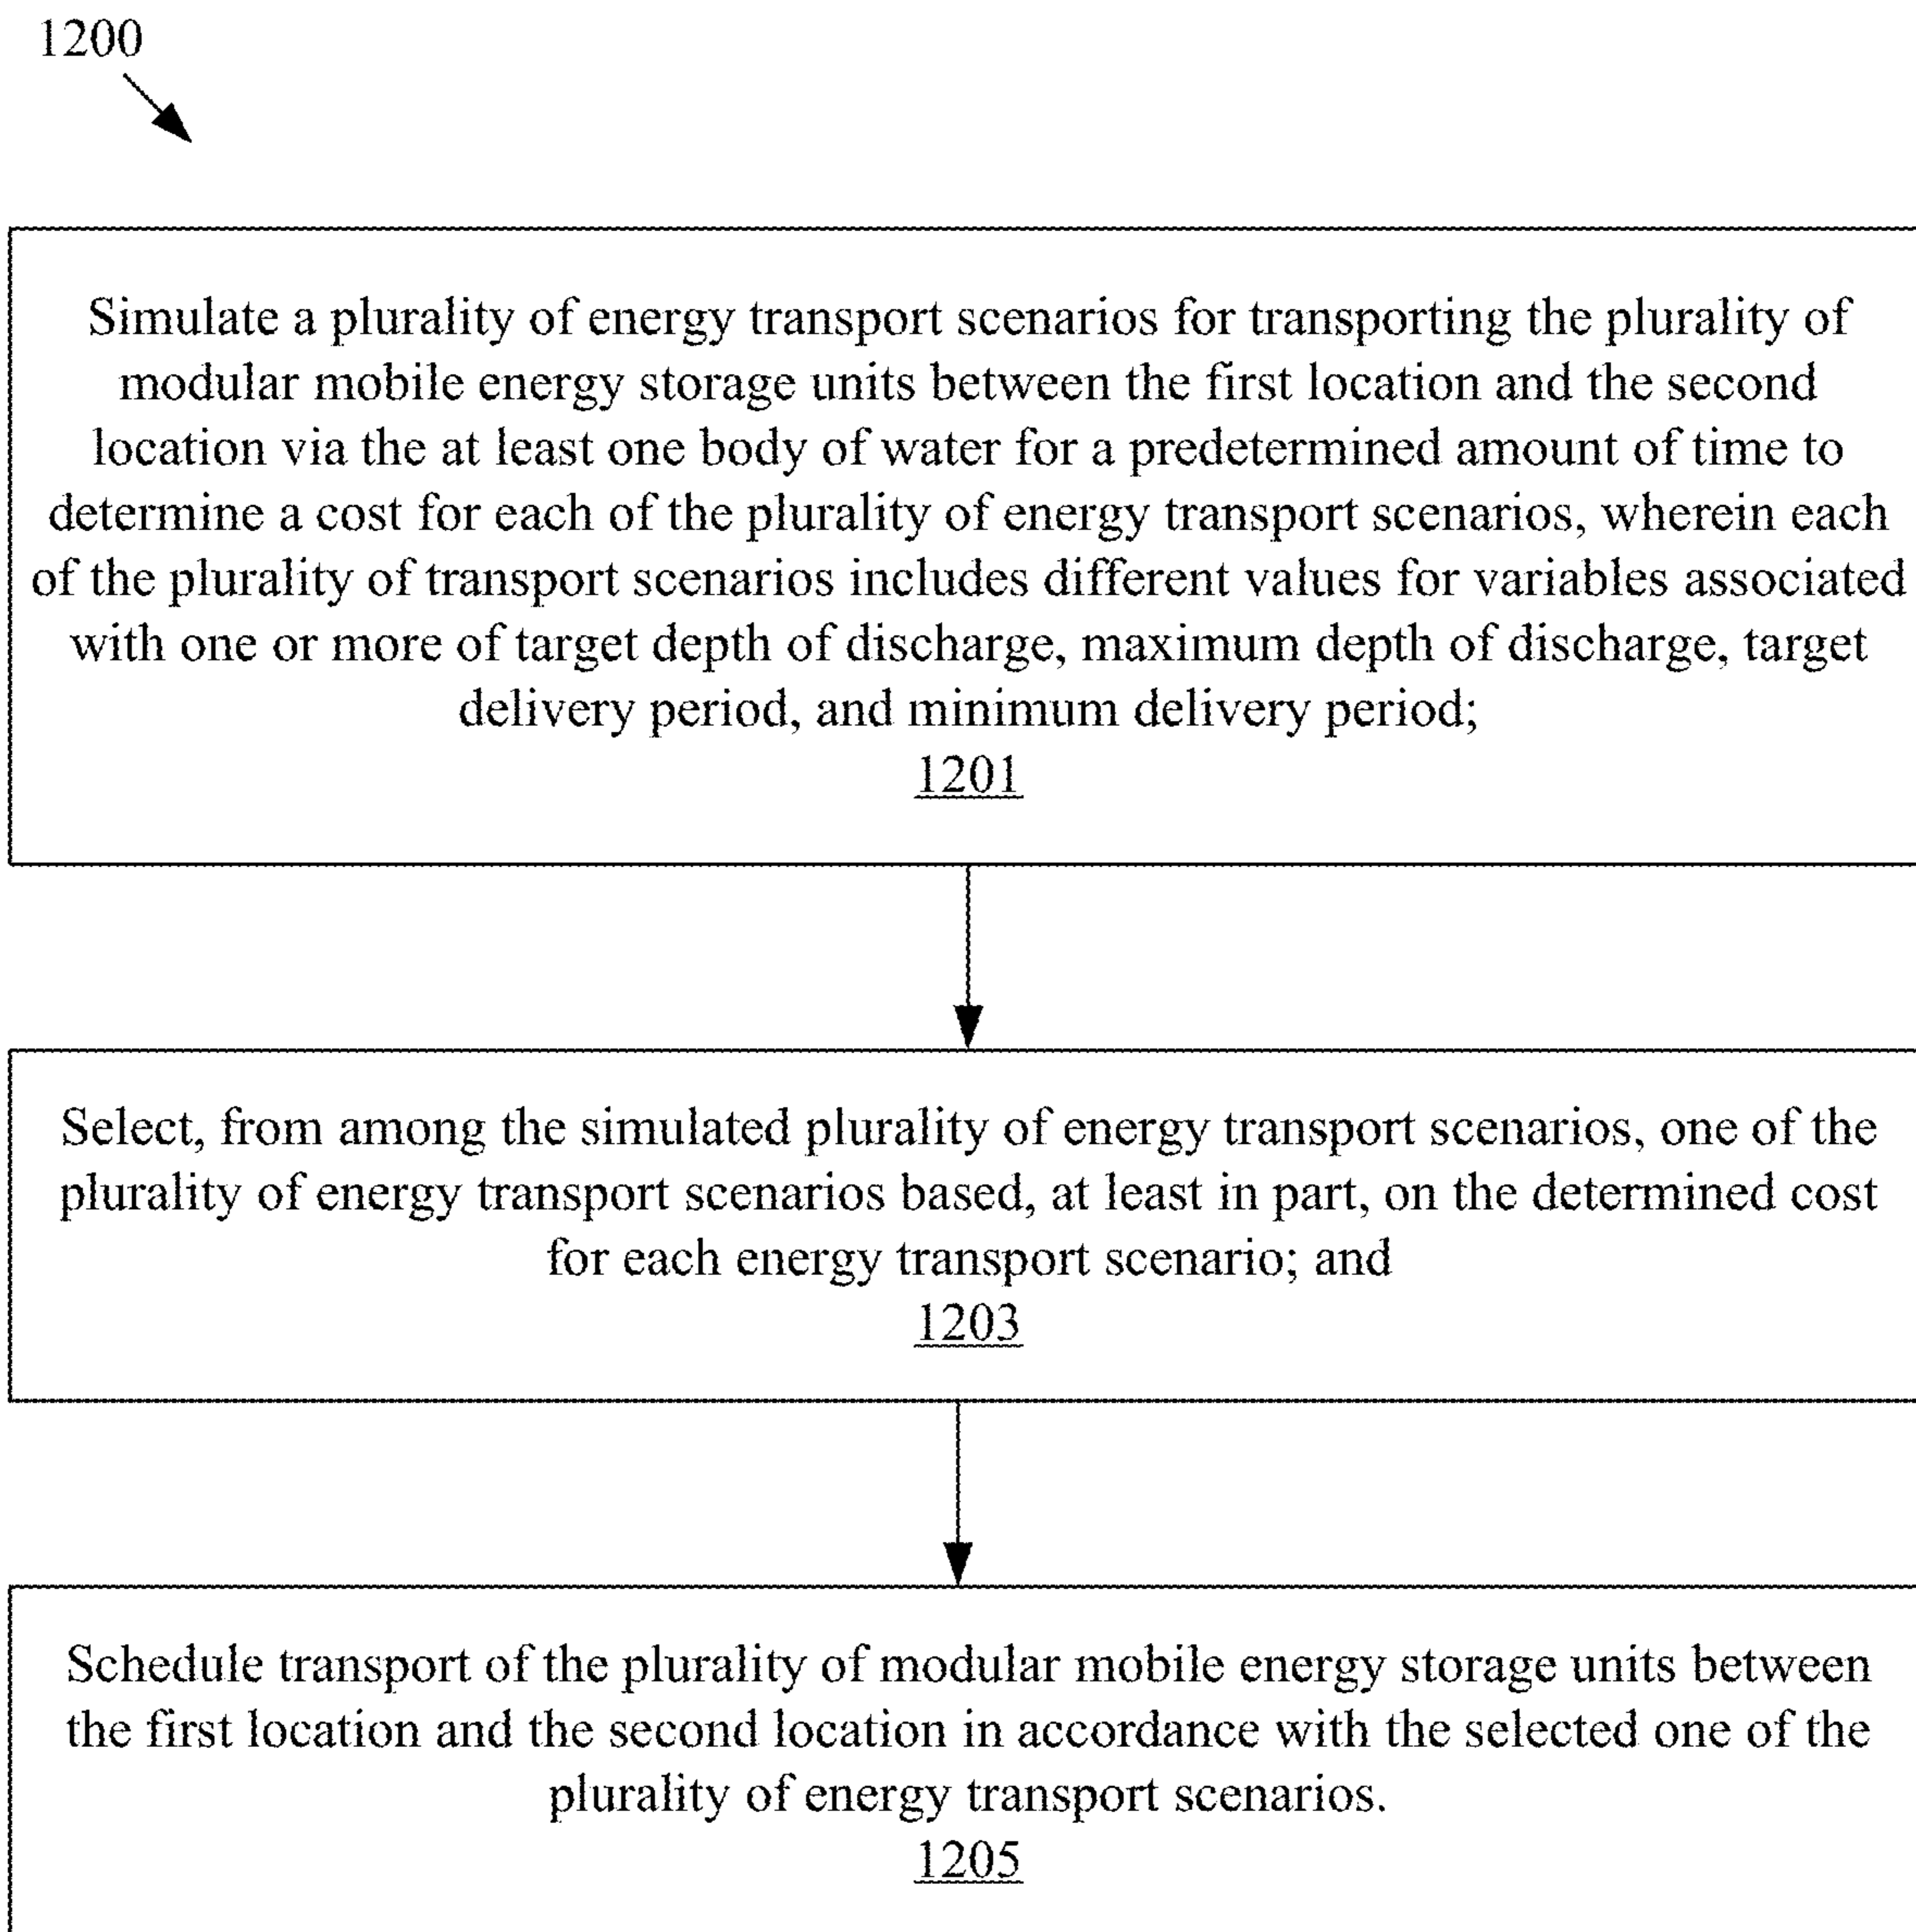 1200
Simulate a plurality of energy transport scenarios for transporting the plurality of
modular mobile energy storage units between the first location and the second
location via the at least one body of water for a predetermined amount of time to
determine a cost for each of the plurality of energy transport scenarios, wherein each
of the plurality of transport scenarios includes different values for variables associated
with one or more of target depth of discharge, maximum depth of discharge, target
delivery period, and minimum delivery period;
1201
Select, from among the simulated plurality of energy transport scenarios, one of the
plurality of energy transport scenarios based, at least in part, on the determined cost
for each energy transport scenario; and
1203
Schedule transport of the plurality of modular mobile energy storage units between
the first location and the second location in accordance with the selected one of the
plurality of energy transport scenarios.
1205